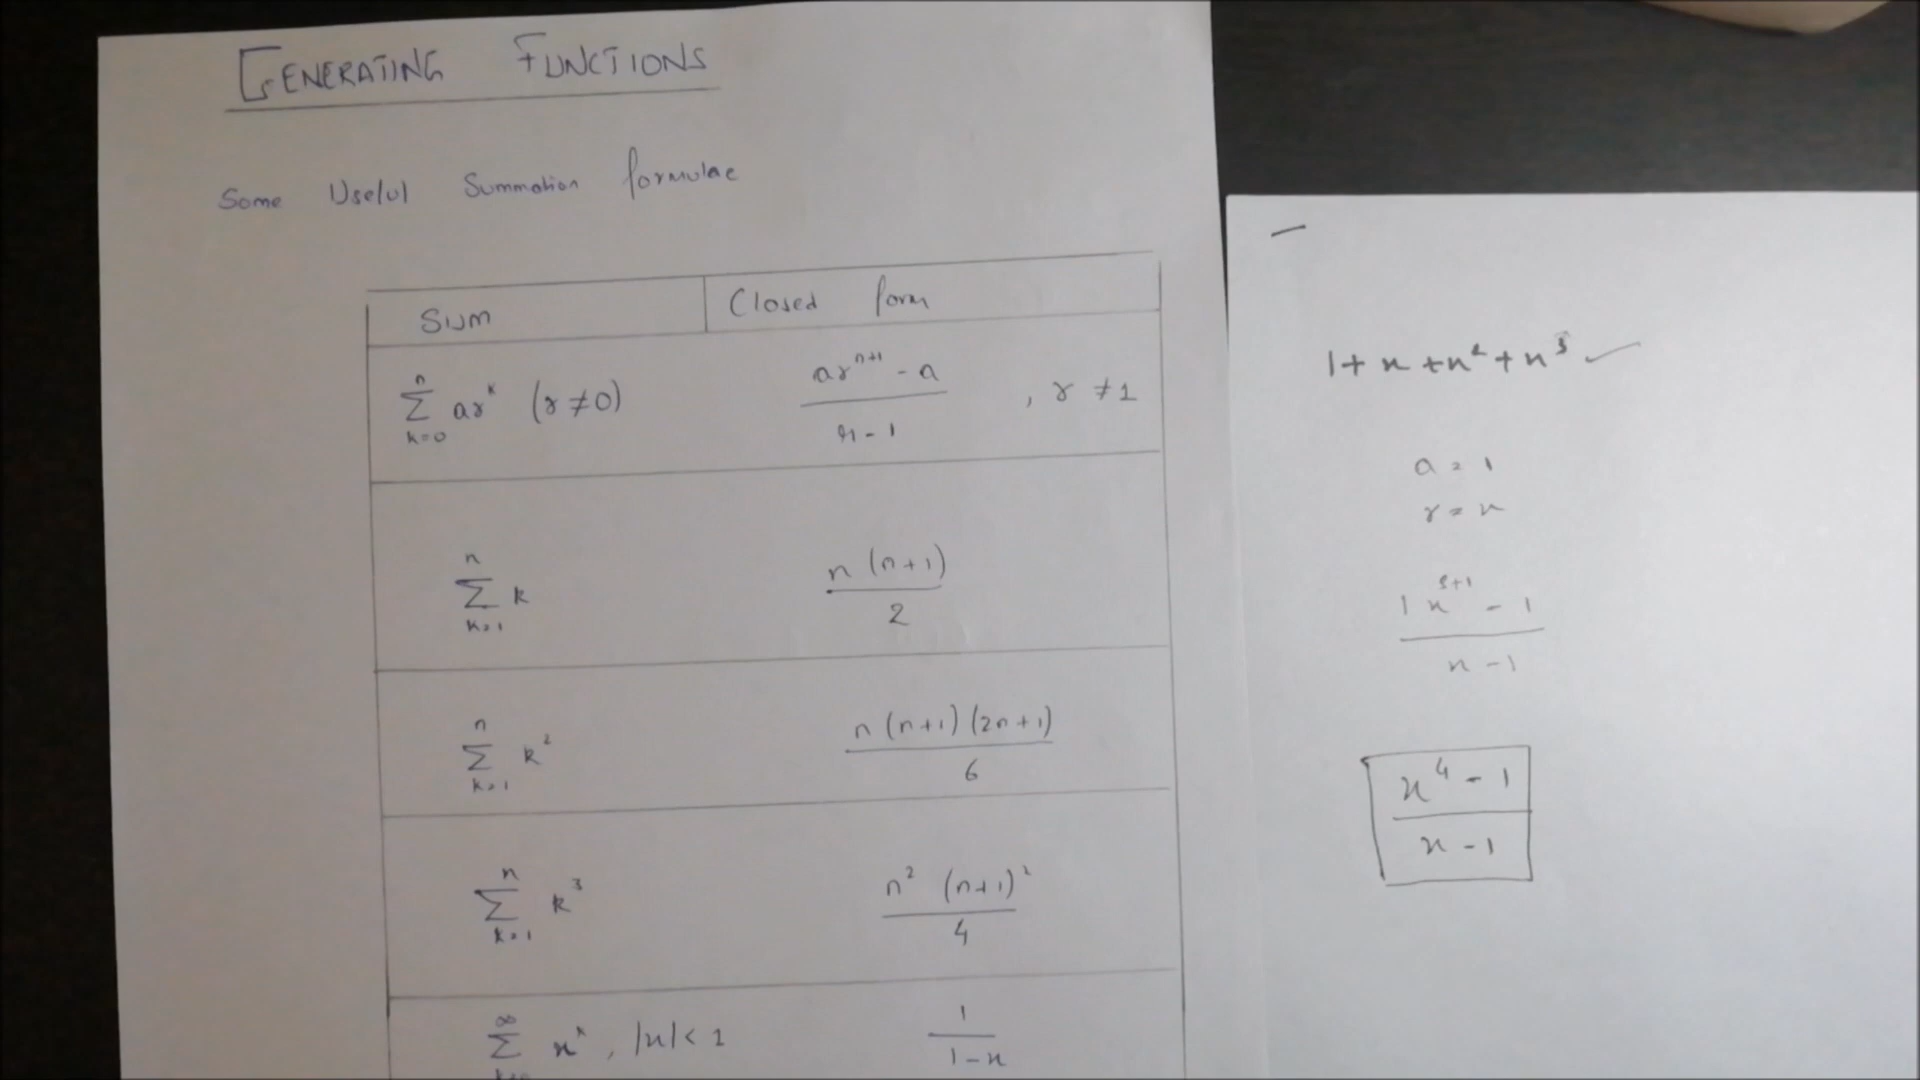 GENERATING FUNCTIONS
Some Useful Summation formulae
Sum Closed form
n
∑ ar^k (r≠0)
k=0
ar^(n+1) - a
r - 1
, r ≠ 1
n
∑ k
k=1
n (n+1)
2
n
∑ k²
k=1
n (n+1) (2n+1)
6
n
∑ k³
k=1
n² (n+1)²
4
∞
∑ x^k, |x| < 1
1
1-x
1 + x + x² + x³ ✓
a = 1
r = x
1 x^(3+1) - 1
x - 1
x⁴ - 1
x - 1